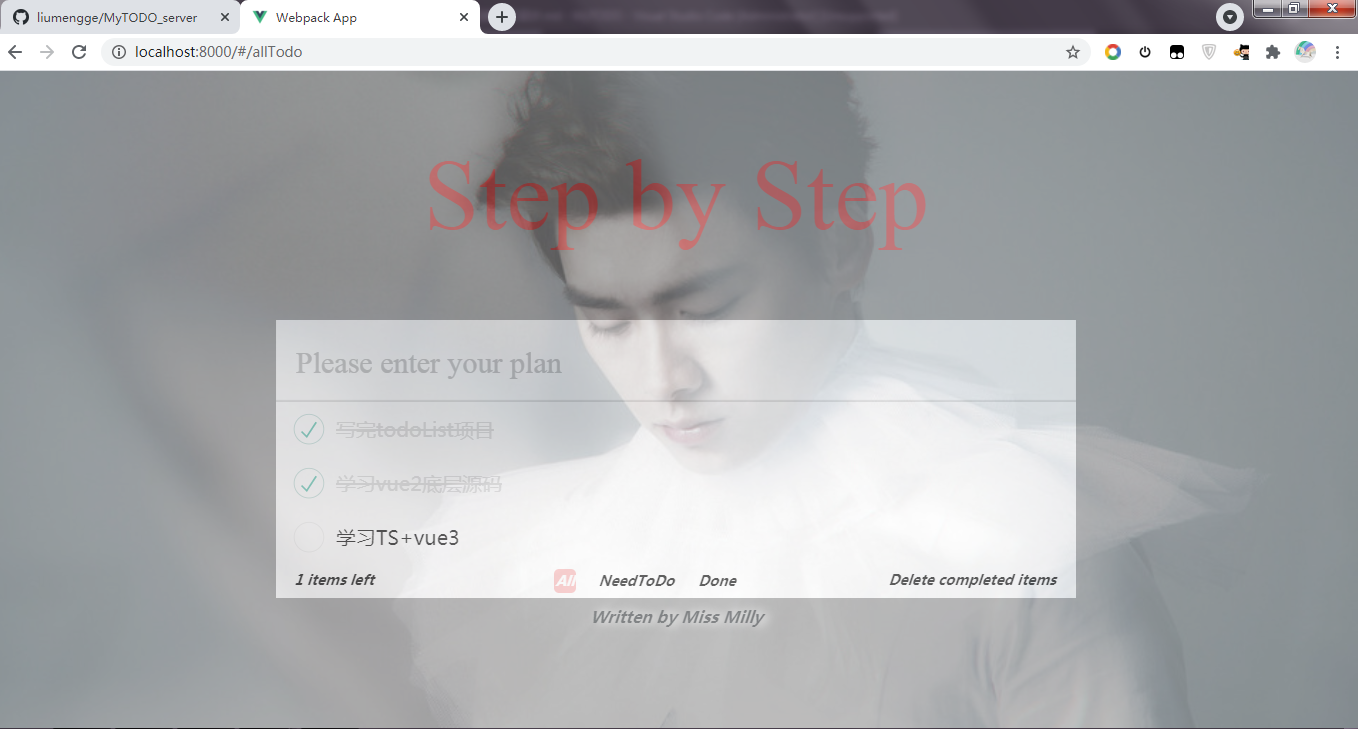 liumengge/MyTODO_server
Webpack App
localhost:8000/#/allTodo
Step by Step
Please enter your plan
写完todoList项目
学习vue2底层源码
学习TS+vue3
1 items left
All
NeedToDo
Done
Delete completed items
Written by Miss Milly